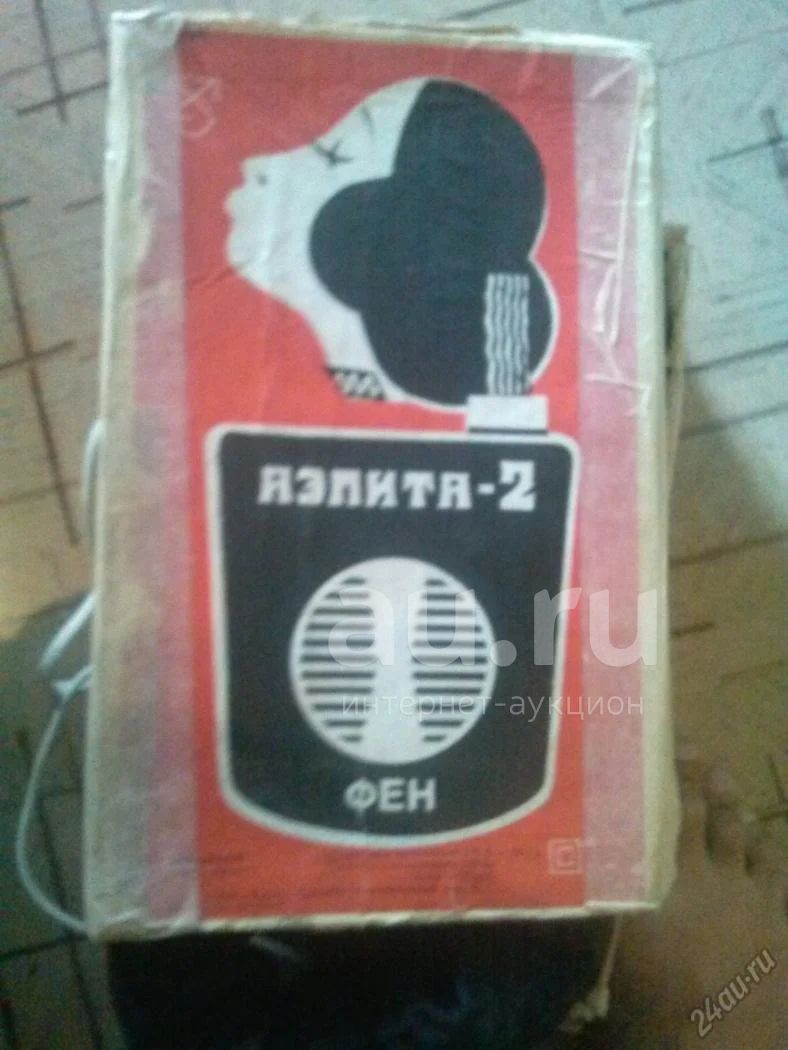 АЭЛИТА-2
au.ru
интернет-аукцион
ФЕН
24au.ru